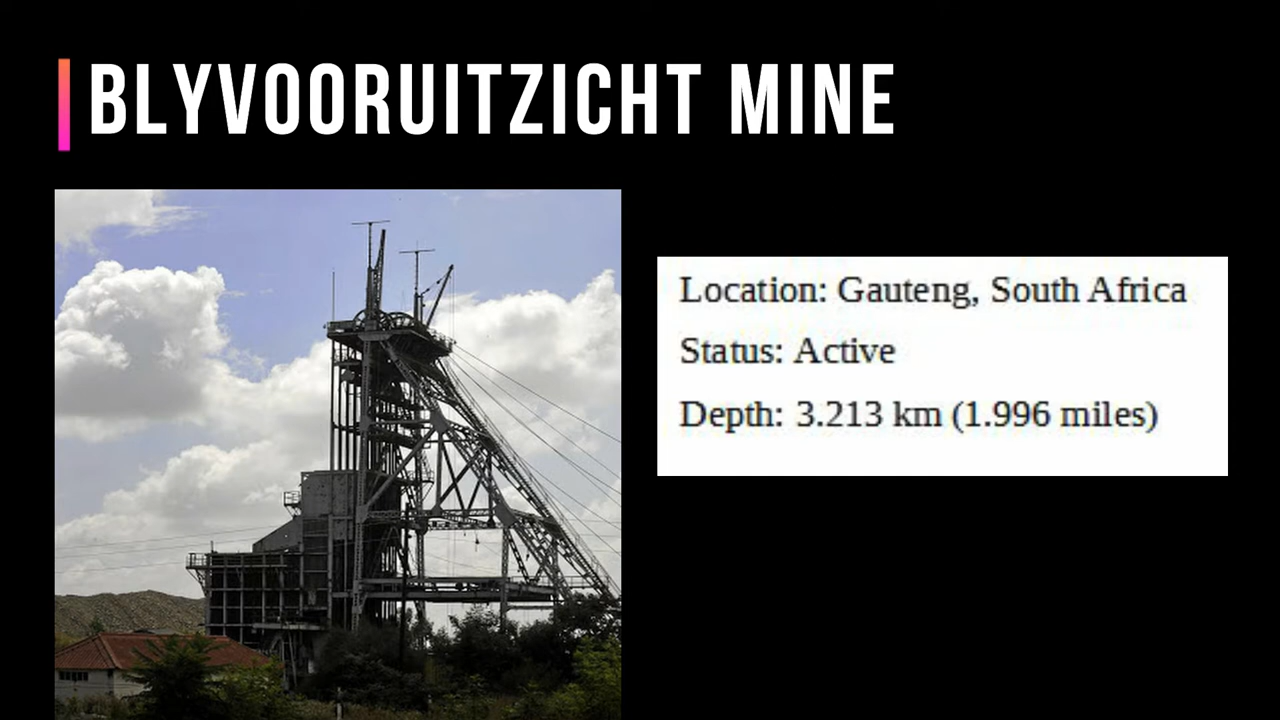 BLYVOORUITZICHT MINE
Location: Gauteng, South Africa
Status: Active
Depth: 3.213 km (1.996 miles)